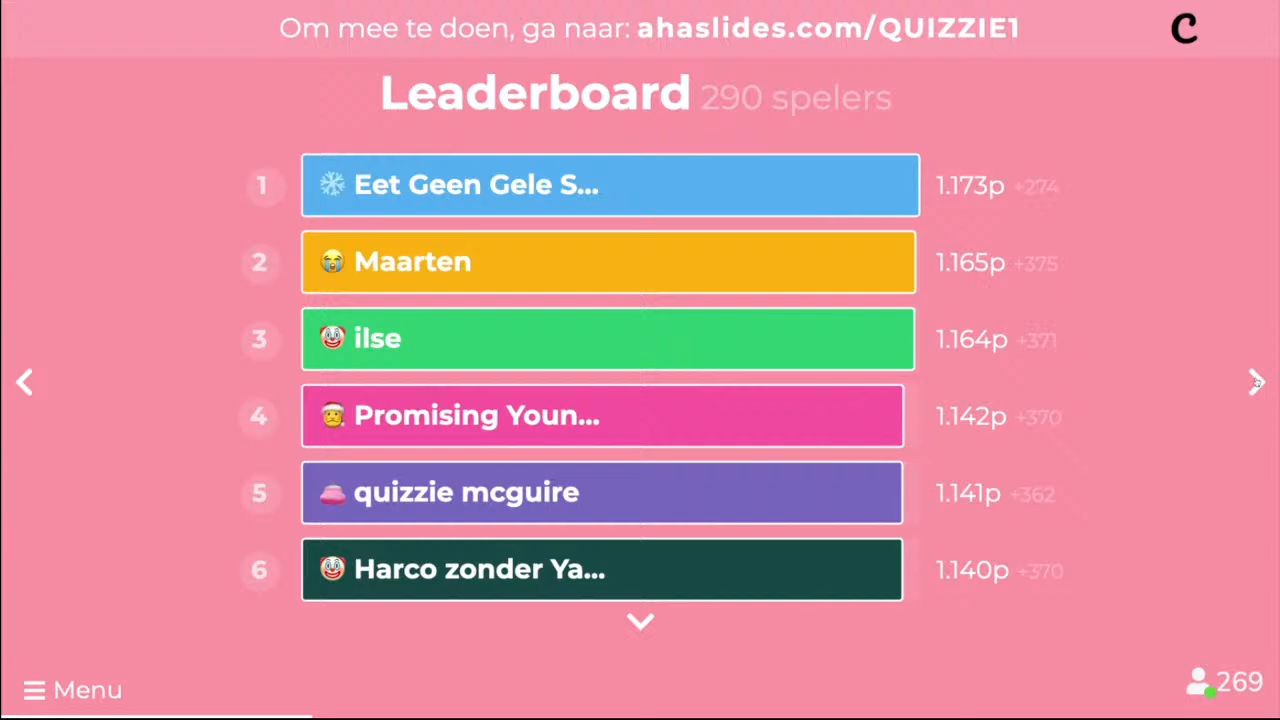 Om mee te doen, ga naar: ahaslides.com/QUIZZIE1
C
Leaderboard 290 spelers
1 Eet Geen Gele S... 1.173p +274
2 Maarten 1.165p +375
3 ilse 1.164p +371
4 Promising Youn... 1.142p +370
5 quizzie mcguire 1.141p +362
6 Harco zonder Ya... 1.140p +370
Menu
269